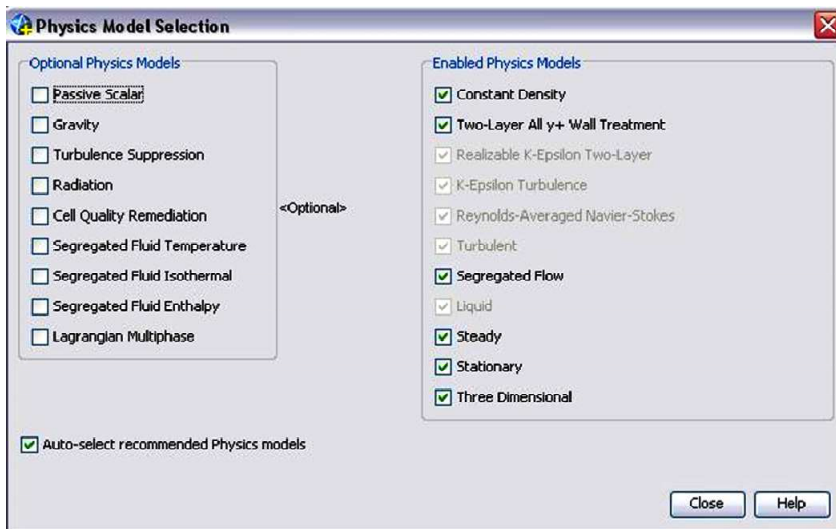 Physics Model Selection
Optional Physics Models
Passive Scalar
Gravity
Turbulence Suppression
Radiation
Cell Quality Remediation
Segregated Fluid Temperature
Segregated Fluid Isothermal
Segregated Fluid Enthalpy
Lagrangian Multiphase
<Optional>
Enabled Physics Models
Constant Density
Two-Layer All y+ Wall Treatment
Realizable K-Epsilon Two-Layer
K-Epsilon Turbulence
Reynolds-Averaged Navier-Stokes
Turbulent
Segregated Flow
Liquid
Steady
Stationary
Three Dimensional
Auto-select recommended Physics models
Close
Help